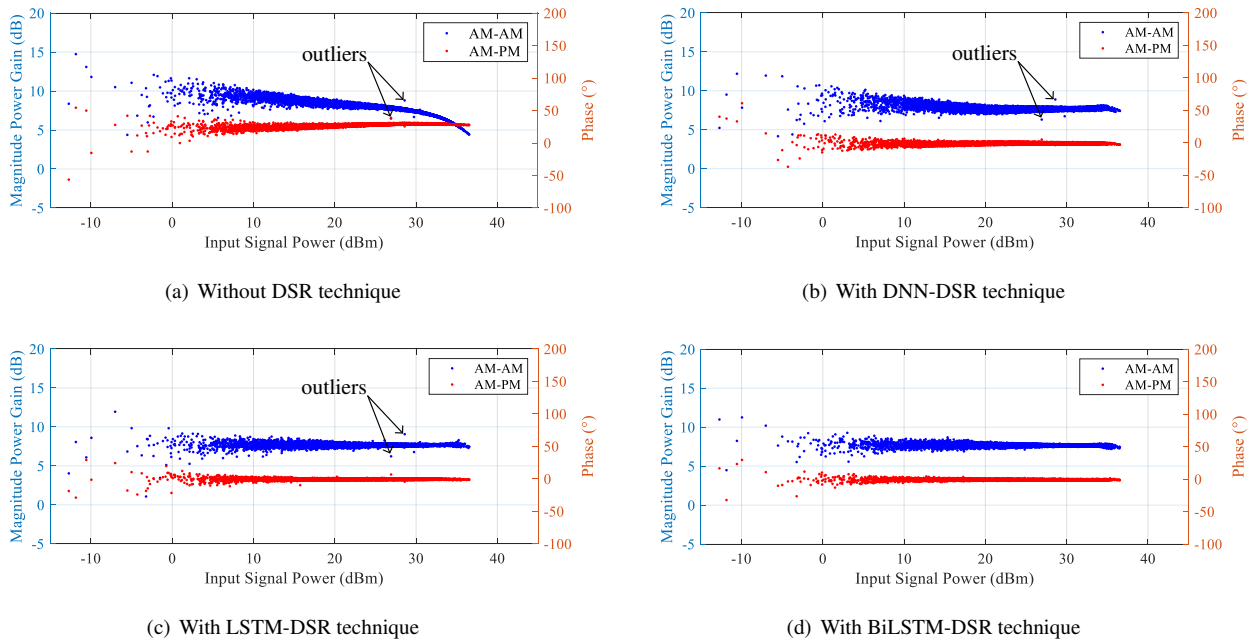 20
15
10
5
0
-5
Magnitude Power Gain (dB)
outliers
AM-AM
AM-PM
200
150
100
50
0
50
100
150
200
-100
Phase (°)
-10
0
10
20
30
40
Input Signal Power (dBm)
(a) Without DSR technique
20
15
10
5
0
-5
Magnitude Power Gain (dB)
outliers
AM-AM
AM-PM
200
150
100
50
0
50
-100
Phase (°)
-10
0
10
20
30
40
Input Signal Power (dBm)
(b) With DNN-DSR technique
20
15
10
5
0
-5
Magnitude Power Gain (dB)
outliers
AM-AM
AM-PM
200
150
100
50
0
50
-100
Phase (°)
-10
0
10
20
30
40
Input Signal Power (dBm)
(c) With LSTM-DSR technique
20
15
10
5
0
-5
Magnitude Power Gain (dB)
AM-AM
AM-PM
200
150
100
50
0
50
-100
Phase (°)
-10
0
10
20
30
40
Input Signal Power (dBm)
(d) With BiLSTM-DSR technique